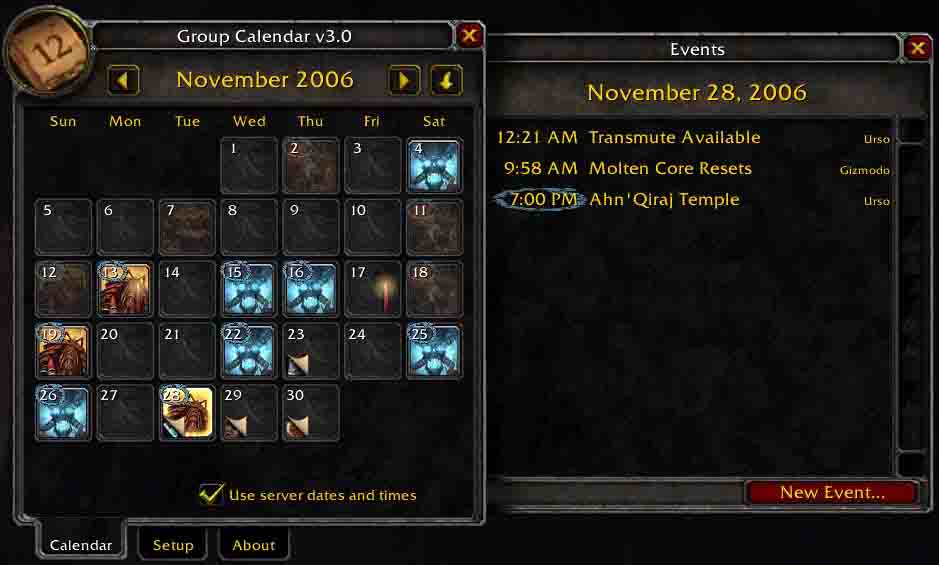 12
Group Calendar v3.0
November 2006
Sun Mon Tue Wed Thu Fri Sat
1 2 3 4
5 6 7 8 9 10 11
12 13 14 15 16 17 18
19 20 21 22 23 24 25
26 27 28 29 30
Use server dates and times
Calendar Setup About
Events
November 28, 2006
12:21 AM Transmute Available Urso
9:58 AM Molten Core Resets Gizmodo
7:00 PM Ahn'Qiraj Temple Urso
New Event...